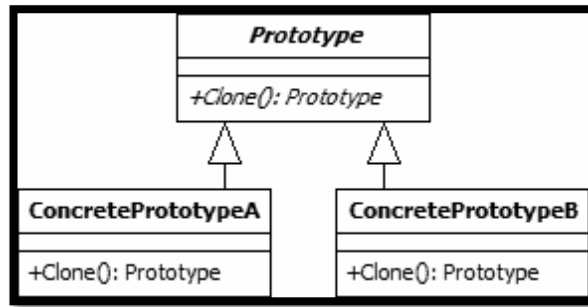 Prototype
+Clone(): Prototype
ConcretePrototypeA
+Clone(): Prototype
ConcretePrototypeB
+Clone(): Prototype